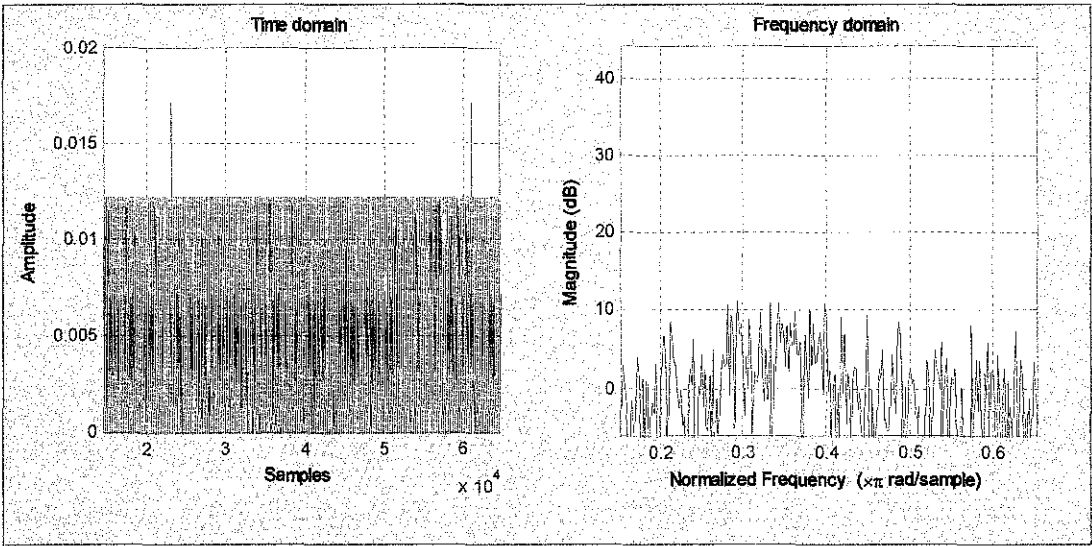 Time domain
0.02
0.015
0.01
0.005
0
Amplitude
2 3 4 5 6
Samples
× 10^4
Frequency domain
40
30
20
10
0
Magnitude (dB)
0.2 0.3 0.4 0.5 0.6
Normalized Frequency (×π rad/sample)